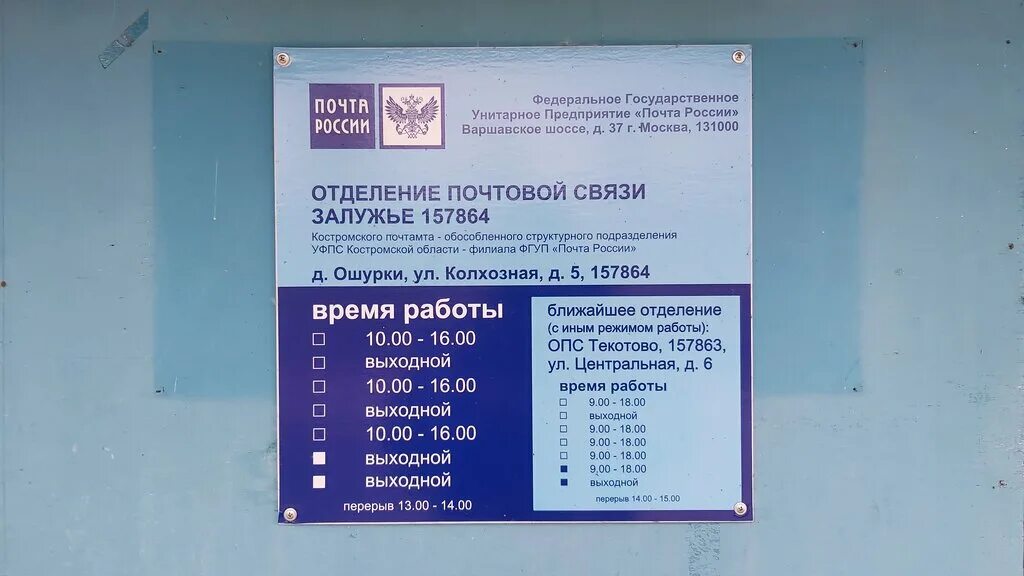 ПОЧТА
РОССИИ
Федеральное Государственное
Унитарное Предприятие «Почта России»
Варшавское шоссе, д. 37 г. Москва, 131000
ОТДЕЛЕНИЕ ПОЧТОВОЙ СВЯЗИ
ЗАЛУЖЬЕ 157864
Костромского почтамта - обособленного структурного подразделения
УФПС Костромской области - филиала ФГУП «Почта России»
д. Ошурки, ул. Колхозная, д. 5, 157864
время работы
10.00 - 16.00
выходной
10.00 - 16.00
выходной
10.00 - 16.00
выходной
выходной
перерыв 13.00 - 14.00
ближайшее отделение
(с иным режимом работы):
ОПС Текотово, 157863,
ул. Центральная, д. 6
время работы
9.00 - 18.00
выходной
9.00 - 18.00
9.00 - 18.00
9.00 - 18.00
9.00 - 18.00
выходной
перерыв 14.00 - 15.00